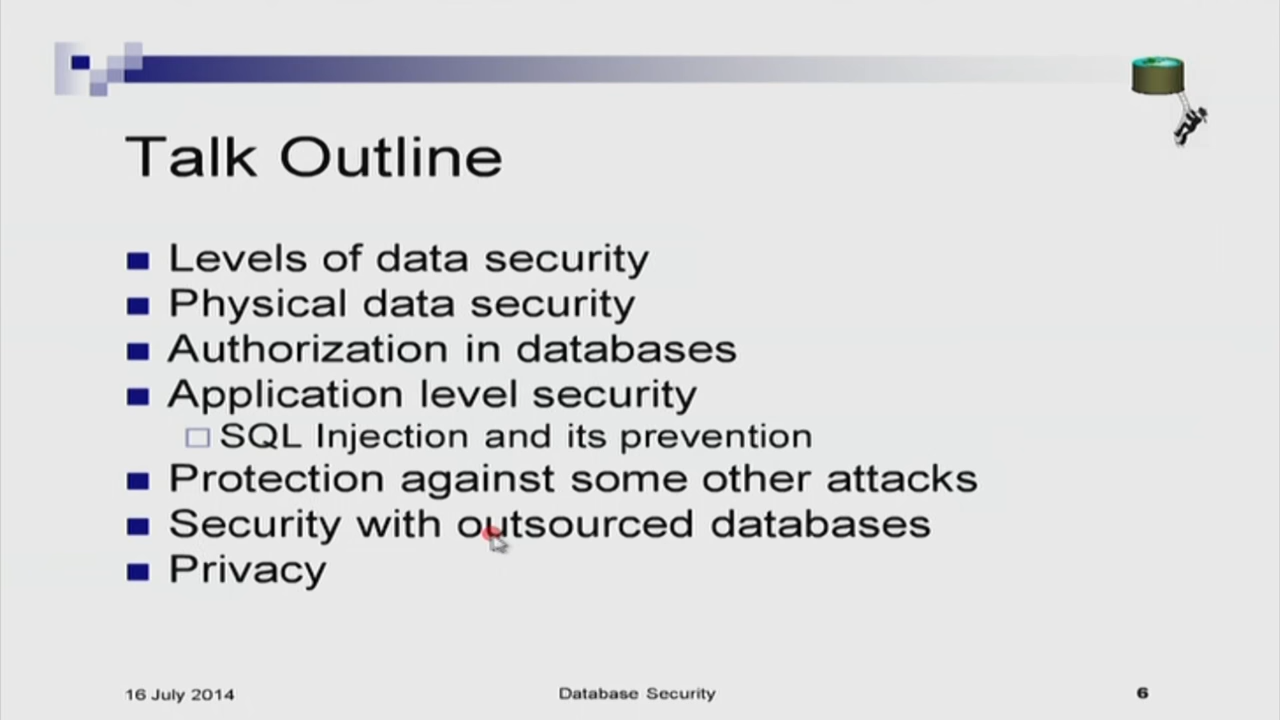 Talk Outline
Levels of data security
Physical data security
Authorization in databases
Application level security
SQL Injection and its prevention
Protection against some other attacks
Security with outsourced databases
Privacy
16 July 2014
Database Security
6